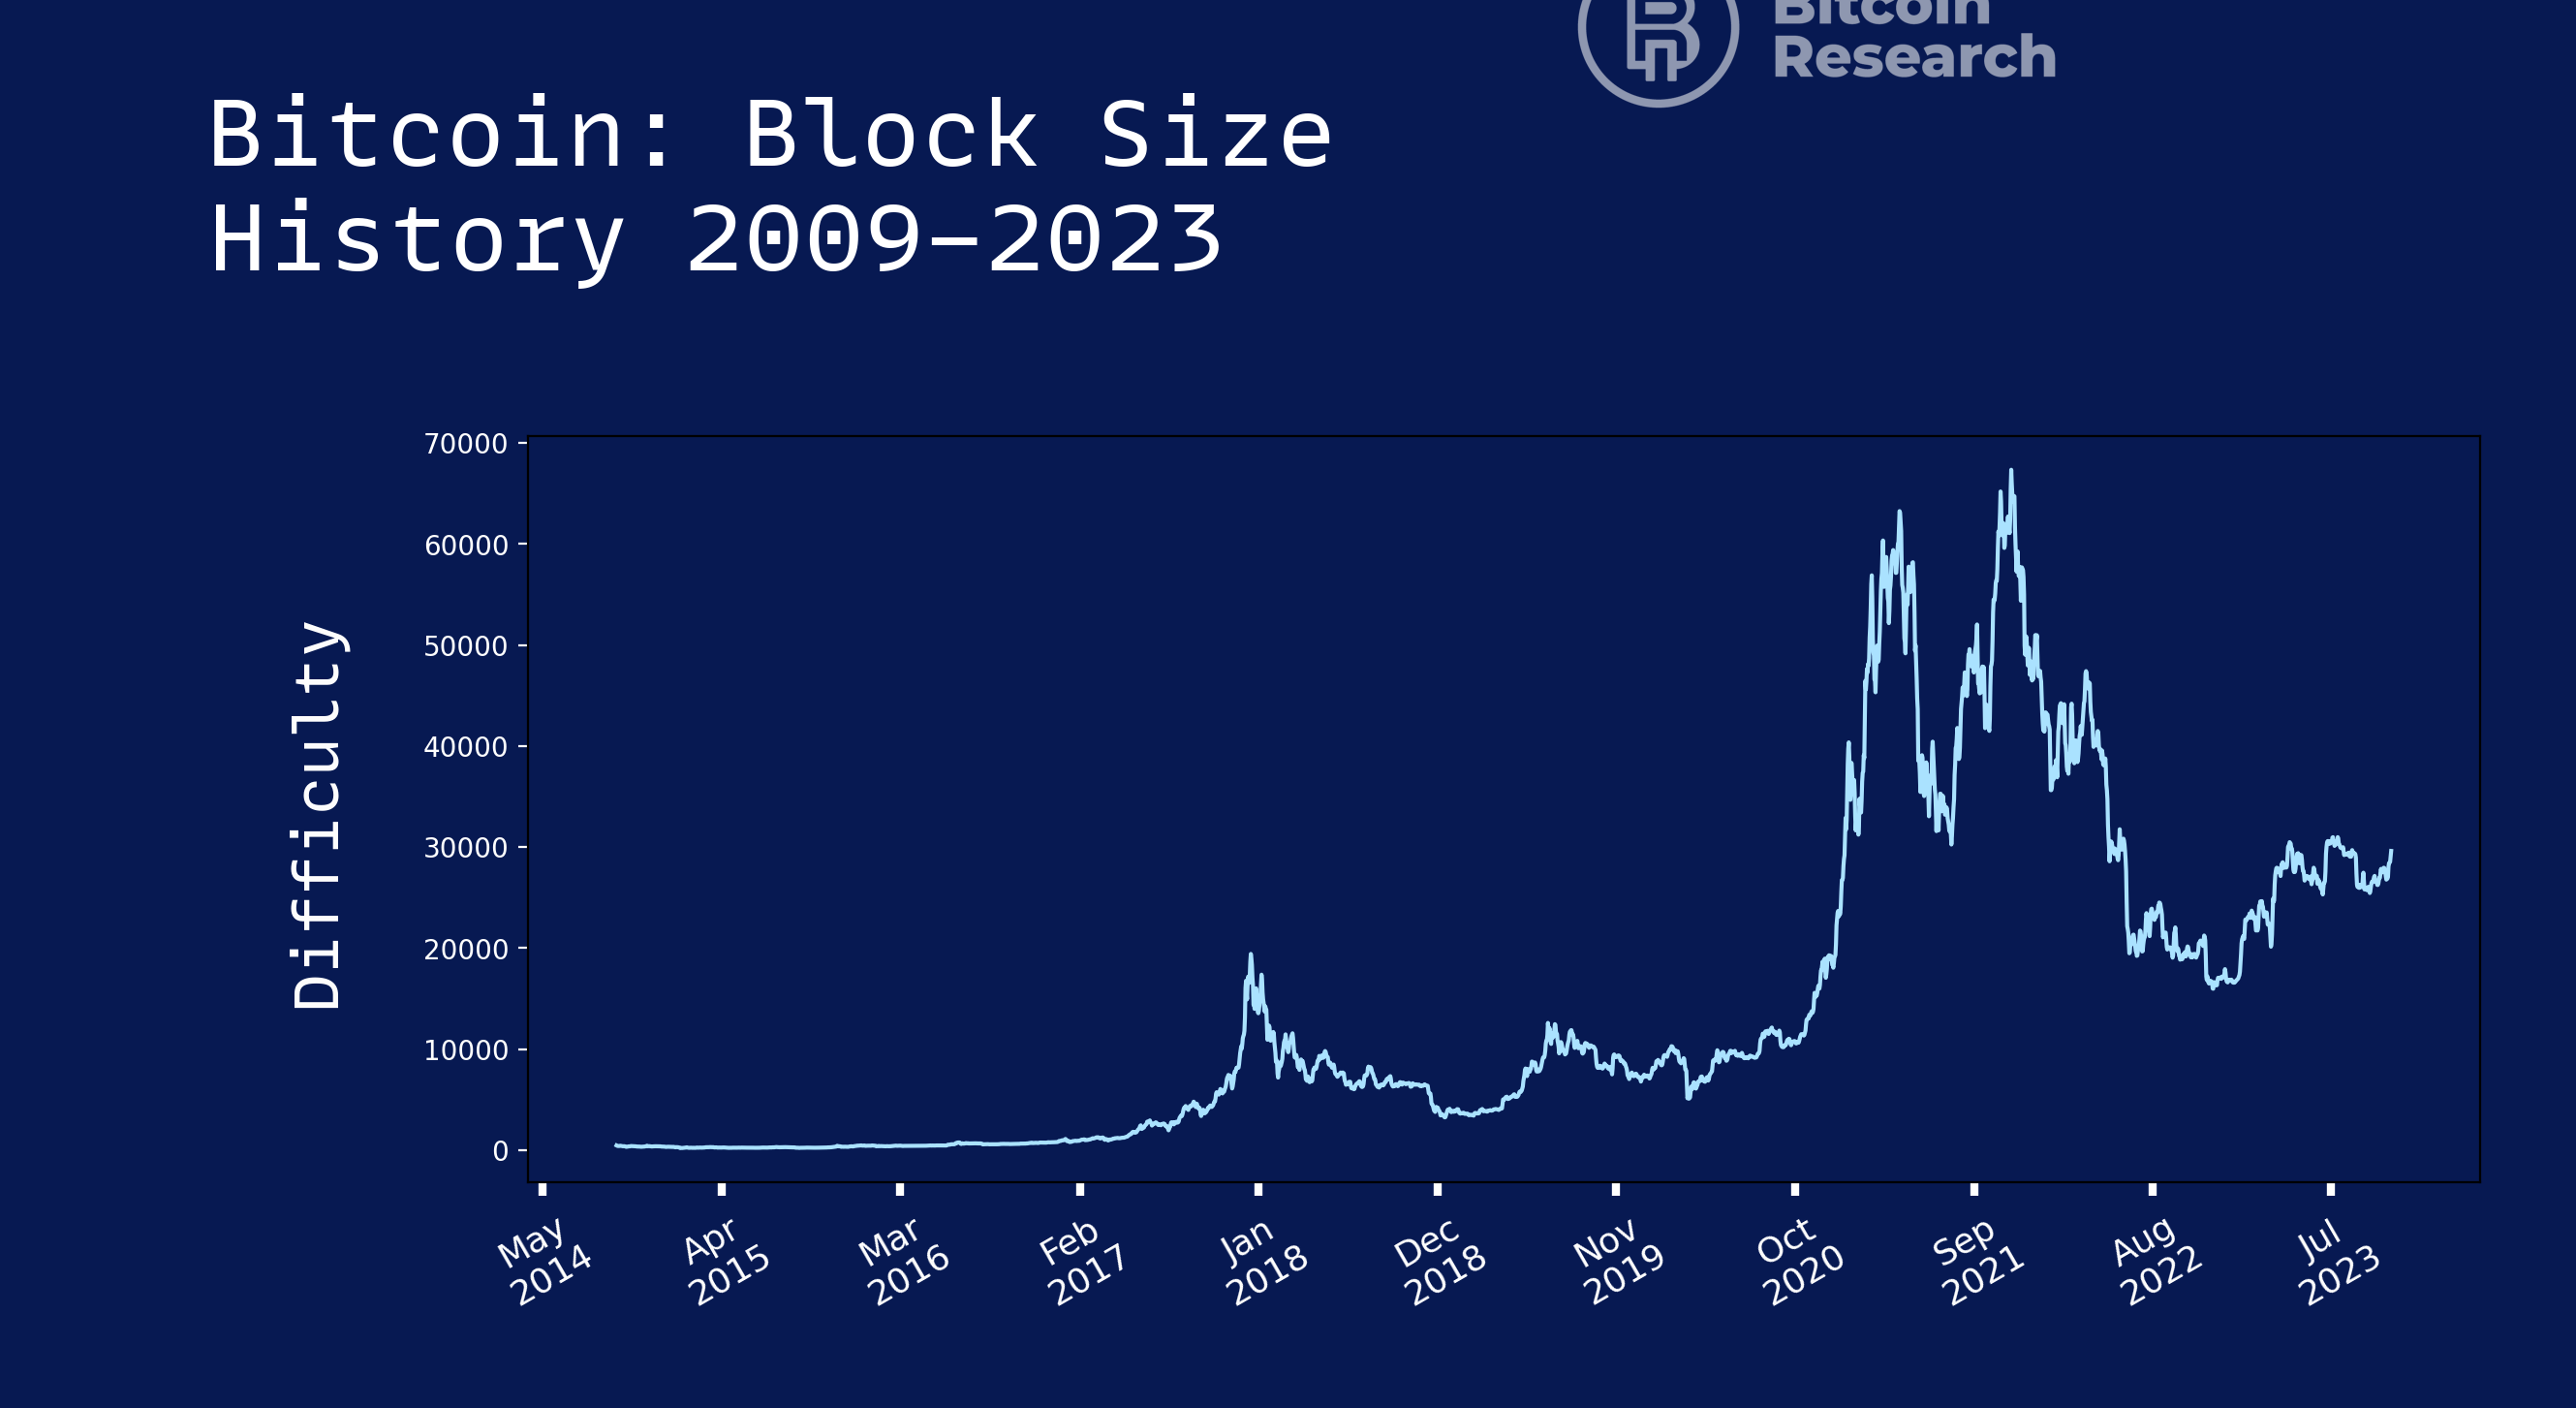 Bitcoin
Research
Bitcoin: Block Size
History 2009–2023
Difficulty
70000
60000
50000
40000
30000
20000
10000
0
May
2014
Apr
2015
Mar
2016
Feb
2017
Jan
2018
Dec
2018
Nov
2019
Oct
2020
Sep
2021
Aug
2022
Jul
2023